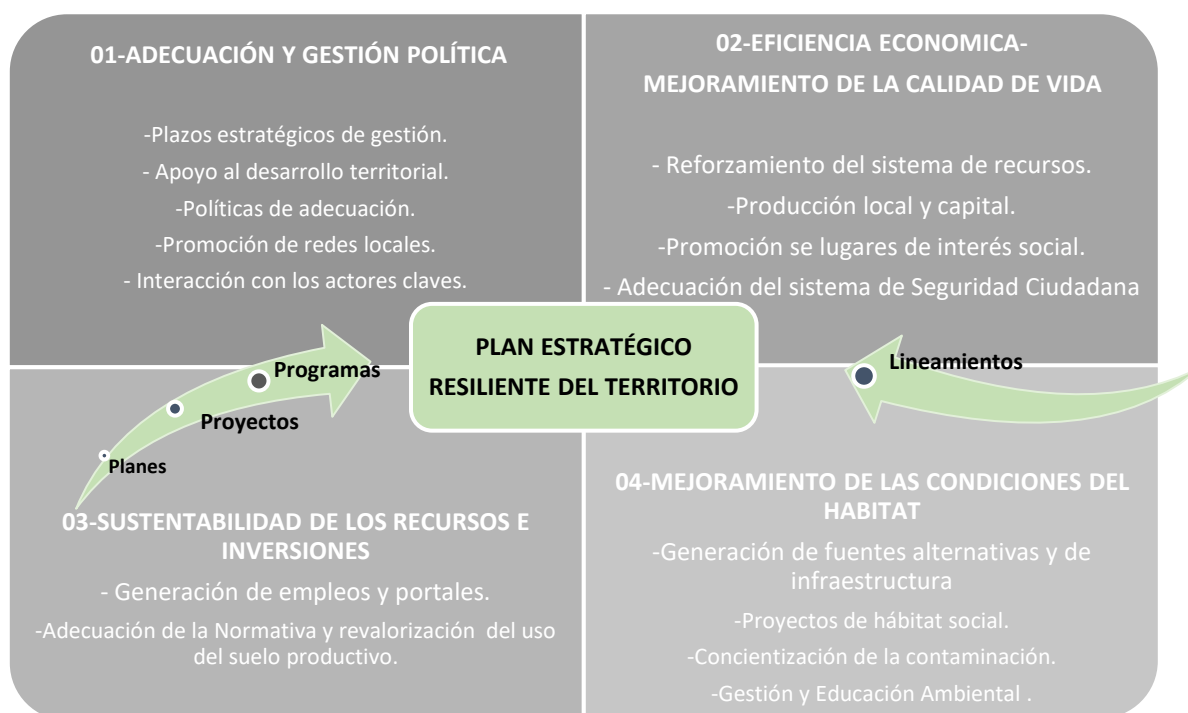 01-ADECUACIÓN Y GESTIÓN POLÍTICA
-Plazos estratégicos de gestión.
- Apoyo al desarrollo territorial.
-Políticas de adecuación.
-Promoción de redes locales.
- Interacción con los actores claves.
02-EFICIENCIA ECONOMICA-
MEJORAMIENTO DE LA CALIDAD DE VIDA
- Reforzamiento del sistema de recursos.
-Producción local y capital.
-Promoción se lugares de interés social.
- Adecuación del sistema de Seguridad Ciudadana
PLAN ESTRATÉGICO
RESILIENTE DEL TERRITORIO
Programas
Proyectos
Planes
Lineamientos
03-SUSTENTABILIDAD DE LOS RECURSOS E
INVERSIONES
- Generación de empleos y portales.
-Adecuación de la Normativa y revalorización del uso
del suelo productivo.
04-MEJORAMIENTO DE LAS CONDICIONES DEL
HABITAT
-Generación de fuentes alternativas y de
infraestructura
-Proyectos de hábitat social.
-Concientización de la contaminación.
-Gestión y Educación Ambiental .